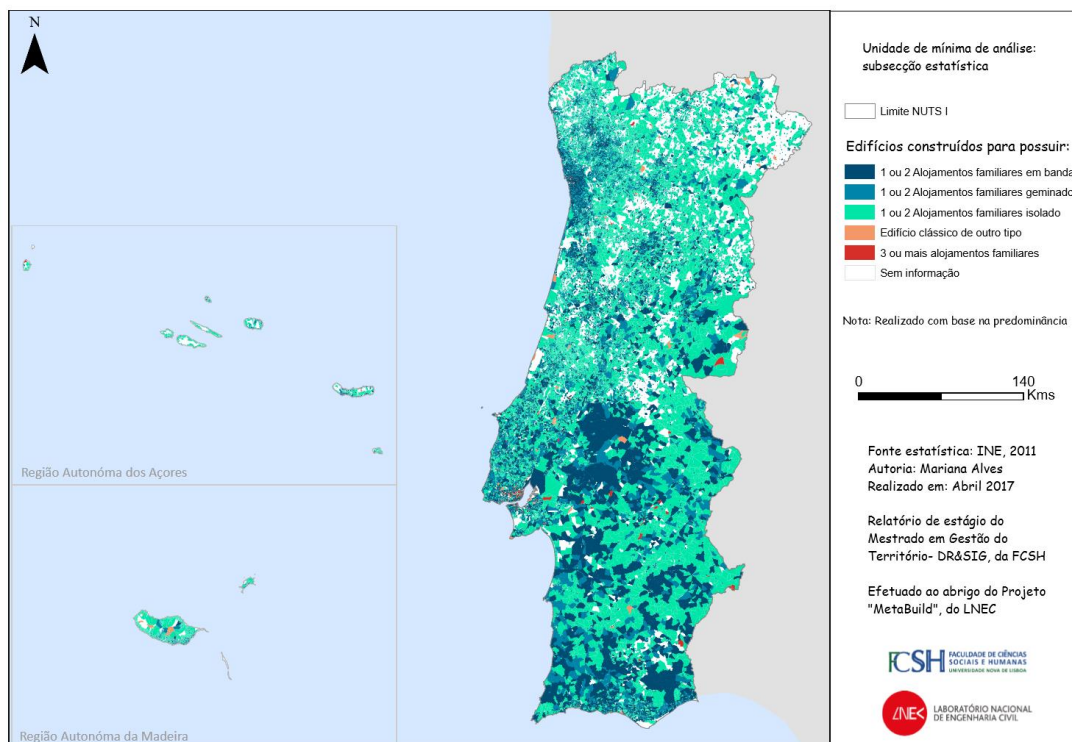 N
Região Autonóma dos Açores
Região Autonóma da Madeira
Unidade de mínima de análise:
subsecção estatística
Limite NUTS I
Edifícios construídos para possuir:
1 ou 2 Alojamentos familiares em banda
1 ou 2 Alojamentos familiares geminado
1 ou 2 Alojamentos familiares isolado
Edifício clássico de outro tipo
3 ou mais alojamentos familiares
Sem informação
Nota: Realizado com base na predominância
0 140
Kms
Fonte estatística: INE, 2011
Autoria: Mariana Alves
Realizado em: Abril 2017
Relatório de estágio do
Mestrado em Gestão do
Território- DR&SIG, da FCSH
Efetuado ao abrigo do Projeto
"MetaBuild", do LNEC
FCSH FACULDADE DE CIÊNCIAS
SOCIAIS E HUMANAS
UNIVERSIDADE NOVA DE LISBOA
LNEC LABORATÓRIO NACIONAL
DE ENGENHARIA CIVIL